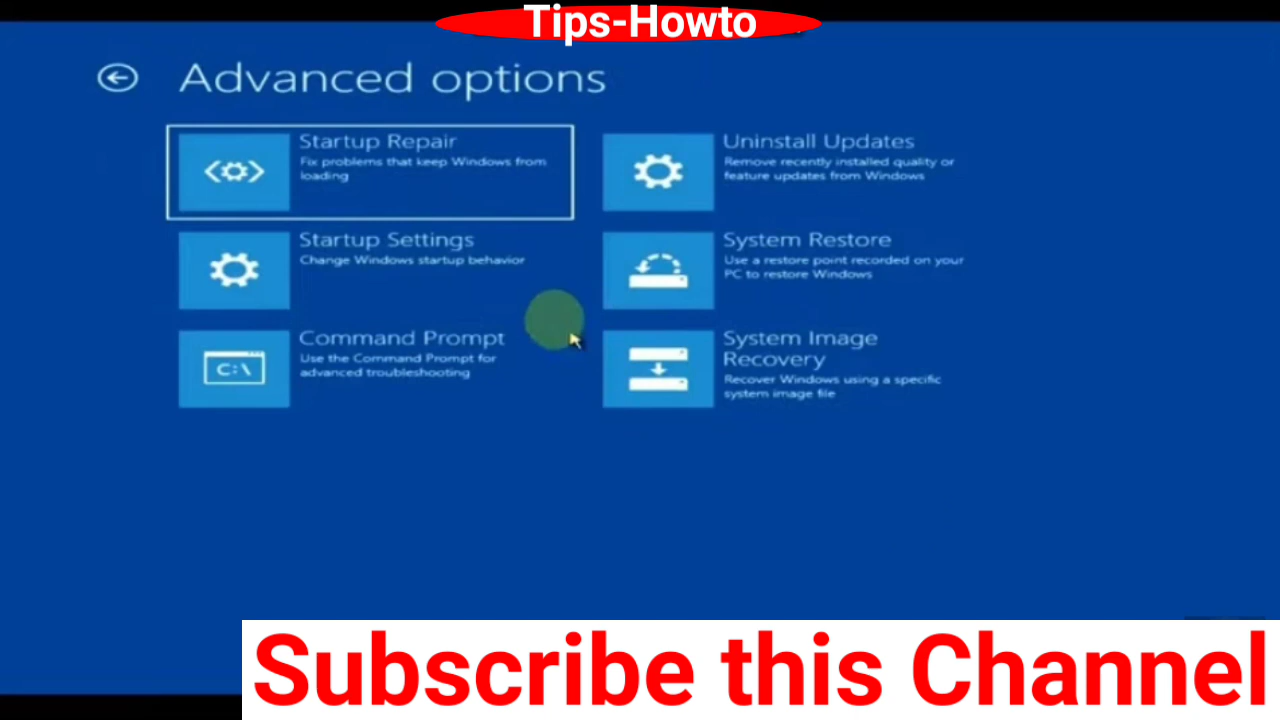 Tips-Howto
Advanced options
Startup Repair
Fix problems that keep Windows from
loading
Uninstall Updates
Remove recently installed quality or
feature updates from Windows
Startup Settings
Change Windows startup behavior
System Restore
Use a restore point recorded on your
PC to restore Windows
Command Prompt
Use the Command Prompt for
advanced troubleshooting
C:\
System Image
Recovery
Recover Windows using a specific
system image file
Subscribe this Channel